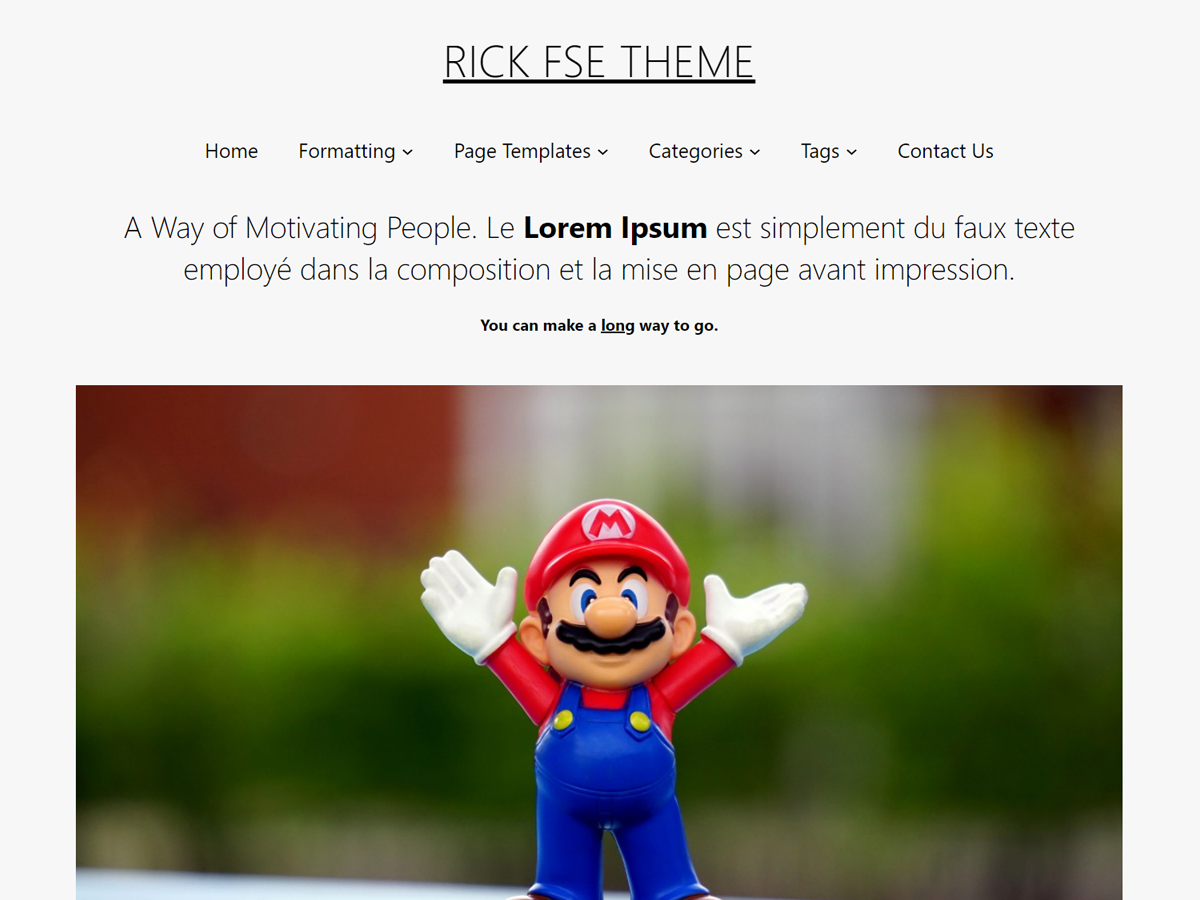 RICK FSE THEME
Home Formatting Page Templates Categories Tags Contact Us
A Way of Motivating People. Le Lorem Ipsum est simplement du faux texte
employé dans la composition et la mise en page avant impression.
You can make a long way to go.
M